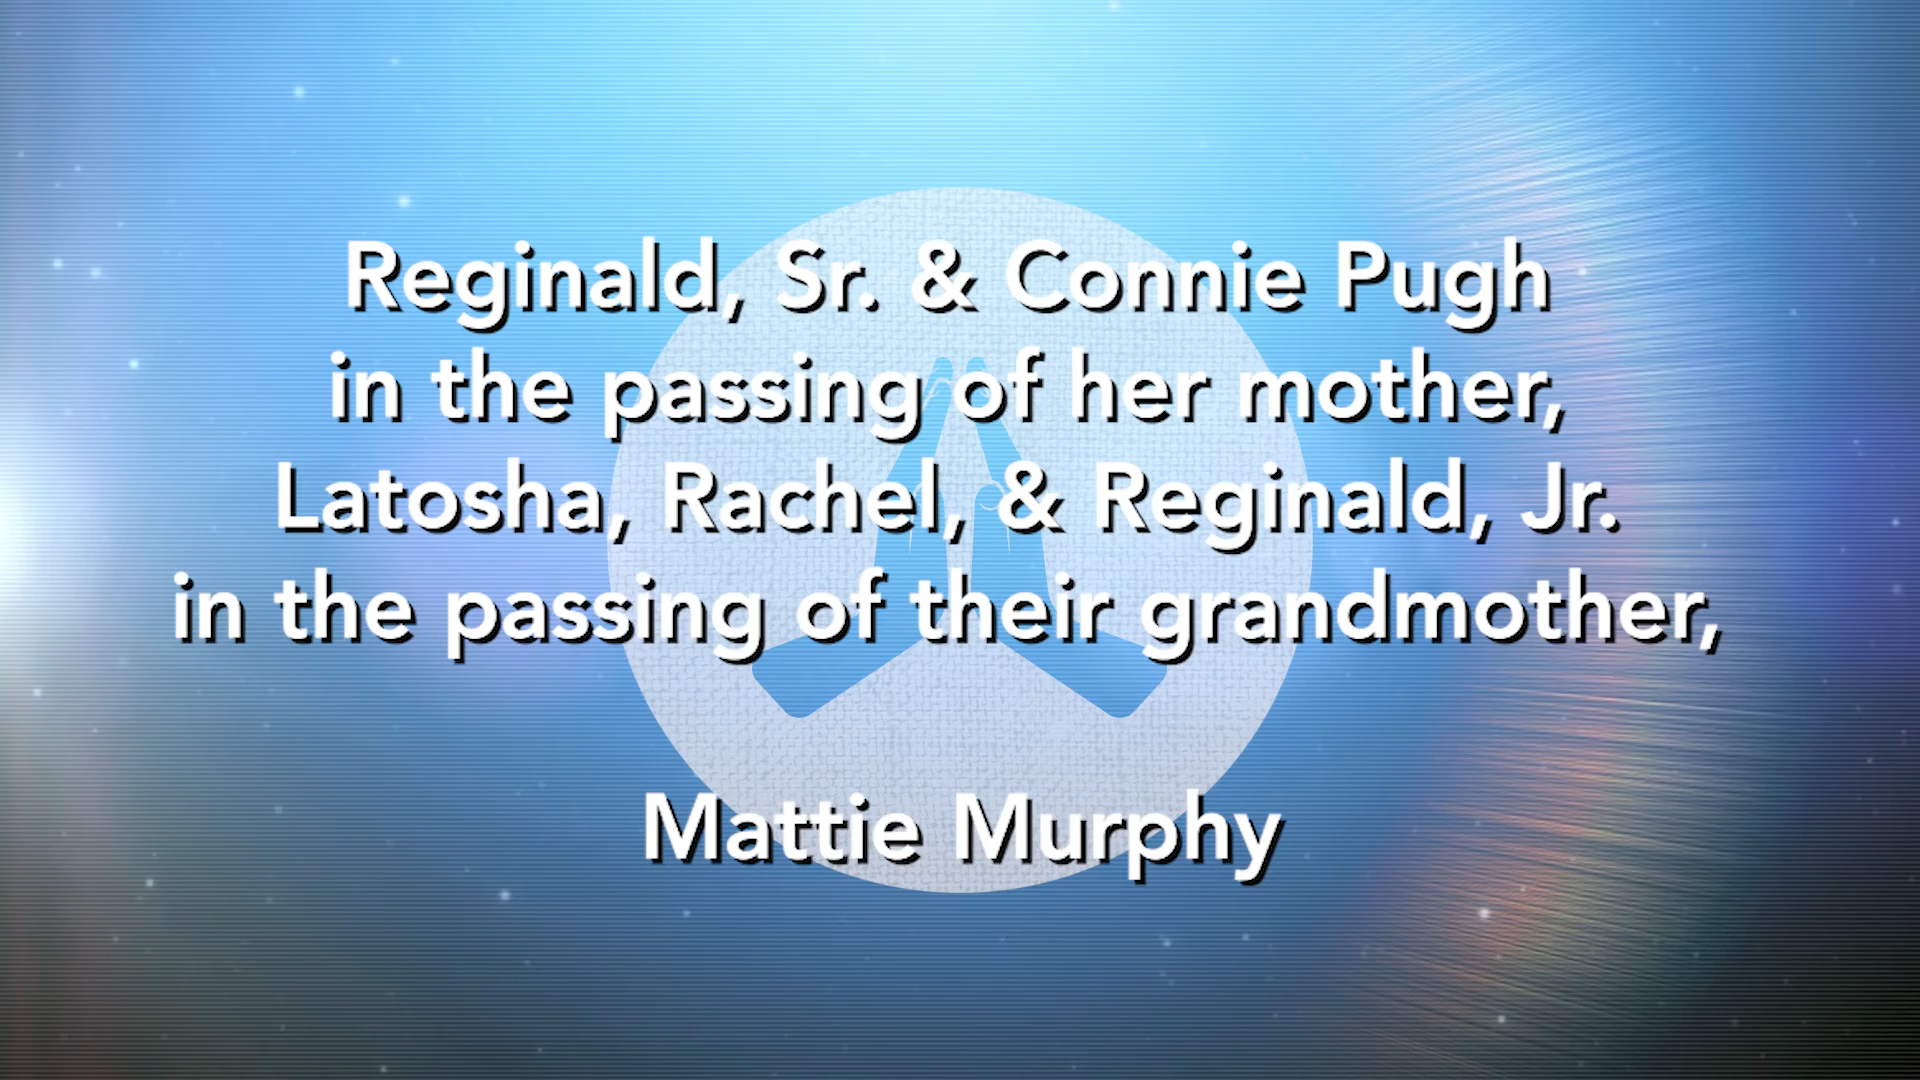 Reginald, Sr. & Connie Pugh
in the passing of her mother,
Latosha, Rachel, & Reginald, Jr.
in the passing of their grandmother,
Mattie Murphy